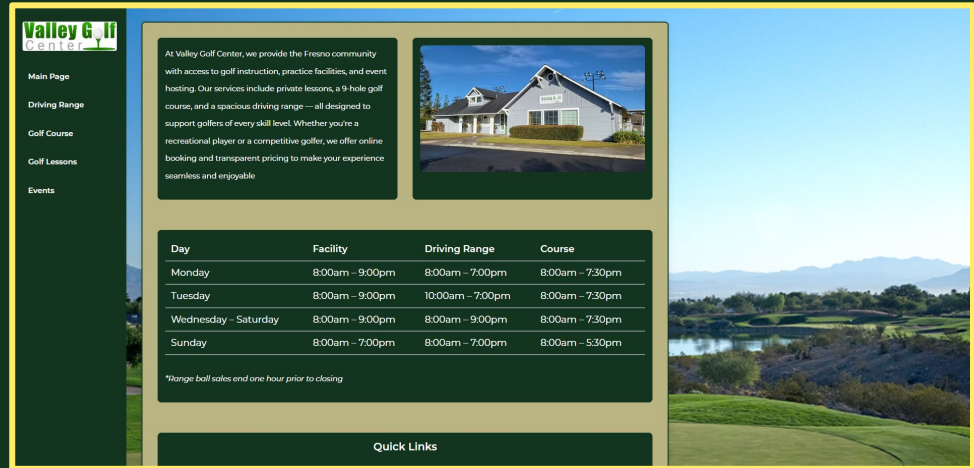 Valley G lf
Center
Main Page
Driving Range
Golf Course
Golf Lessons
Events
At Valley Golf Center, we provide the Fresno community
with access to golf instruction, practice facilities, and event
hosting. Our services include private lessons, a 9-hole golf
course, and a spacious driving range — all designed to
support golfers of every skill level. Whether you're a
recreational player or a competitive golfer, we offer online
booking and transparent pricing to make your experience
seamless and enjoyable
Valley G lf
Day Facility Driving Range Course
Monday 8:00am – 9:00pm 8:00am – 7:00pm 8:00am – 7:30pm
Tuesday 8:00am – 9:00pm 10:00am – 7:00pm 8:00am – 7:30pm
Wednesday – Saturday 8:00am – 9:00pm 8:00am – 9:00pm 8:00am – 7:30pm
Sunday 8:00am – 7:00pm 8:00am – 7:00pm 8:00am – 5:30pm
*Range ball sales end one hour prior to closing
Quick Links